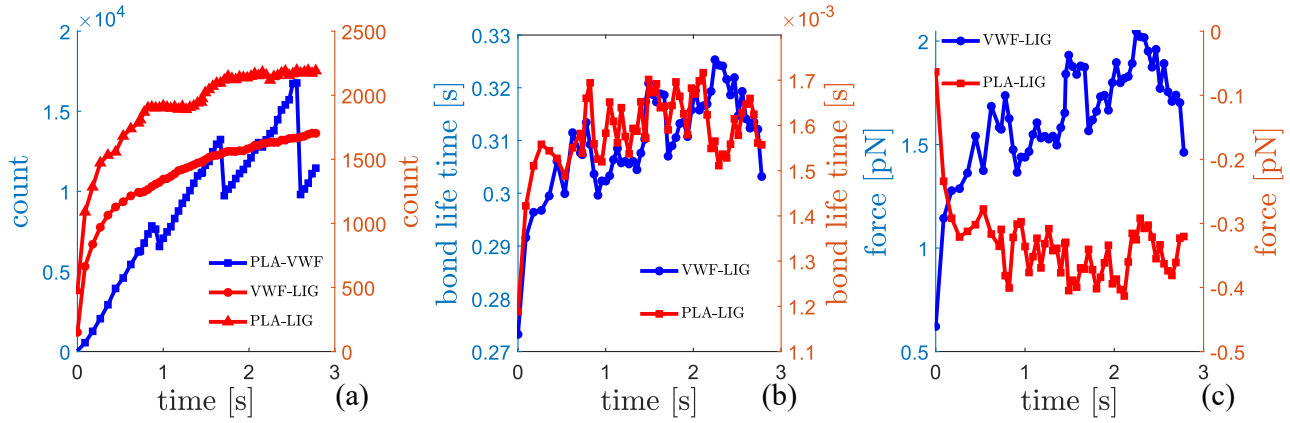 ×10⁴
count
2
1.5
1
0.5
0
2500
2000
1500
1000
500
0
count
PLA-VWF
VWF-LIG
PLA-LIG
0 1 2 3
time [s]
(a)
bond life time [s]
0.33
0.32
0.31
0.3
0.29
0.28
0.27
×10⁻³
1.7
1.6
1.5
1.4
1.3
1.2
1.1
bond life time [s]
VWF-LIG
PLA-LIG
0 1 2 3
time [s]
(b)
force [pN]
2
1.5
1
0.5
0
-0.1
-0.2
-0.3
-0.4
-0.5
force [pN]
VWF-LIG
PLA-LIG
0 1 2 3
time [s]
(c)